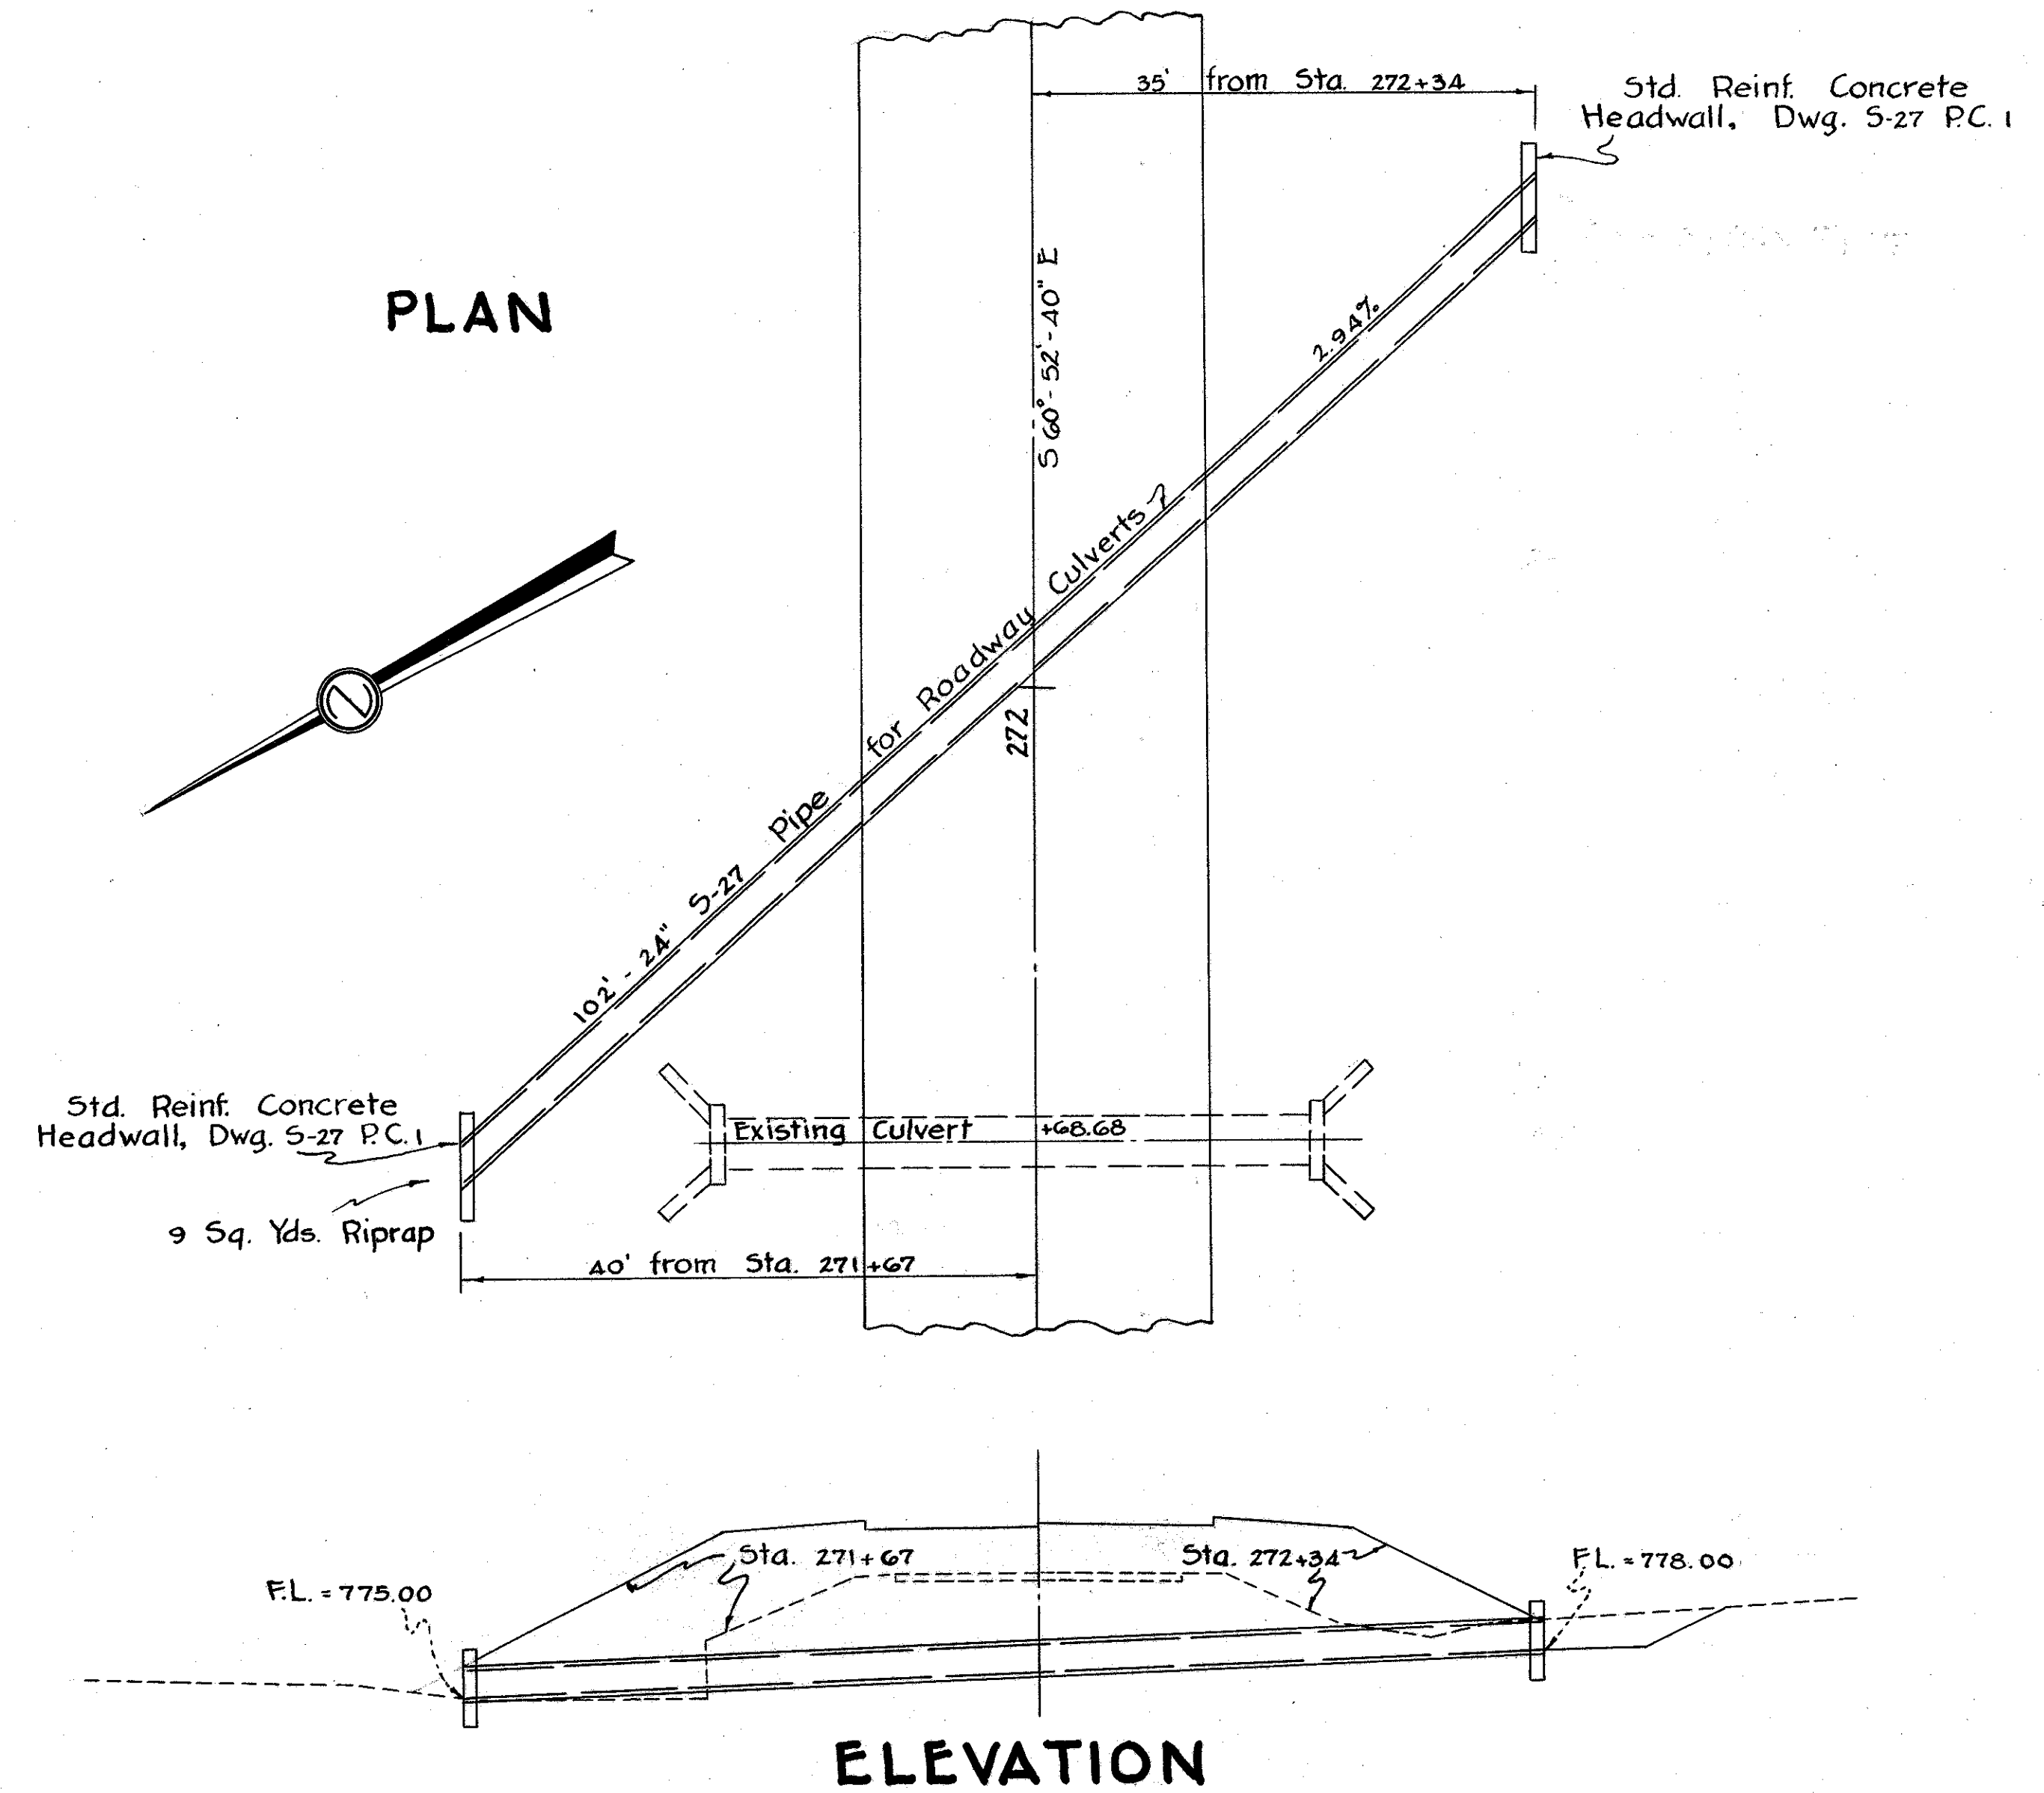 35' from Sta. 272+34
Std. Reinf. Concrete
Headwall, Dwg. S-27 P.C. 1
PLAN
S 60°-52'-40" E
2.94%
102' - 24" S-27 Pipe for Roadway Culverts
272
N
Std. Reinf. Concrete
Headwall, Dwg. S-27 P.C. 1
Existing Culvert +68.68
9 Sq. Yds. Riprap
40' from Sta. 271+67
Sta. 271+67
Sta. 272+34
F.L. = 778.00
F.L. = 775.00
ELEVATION